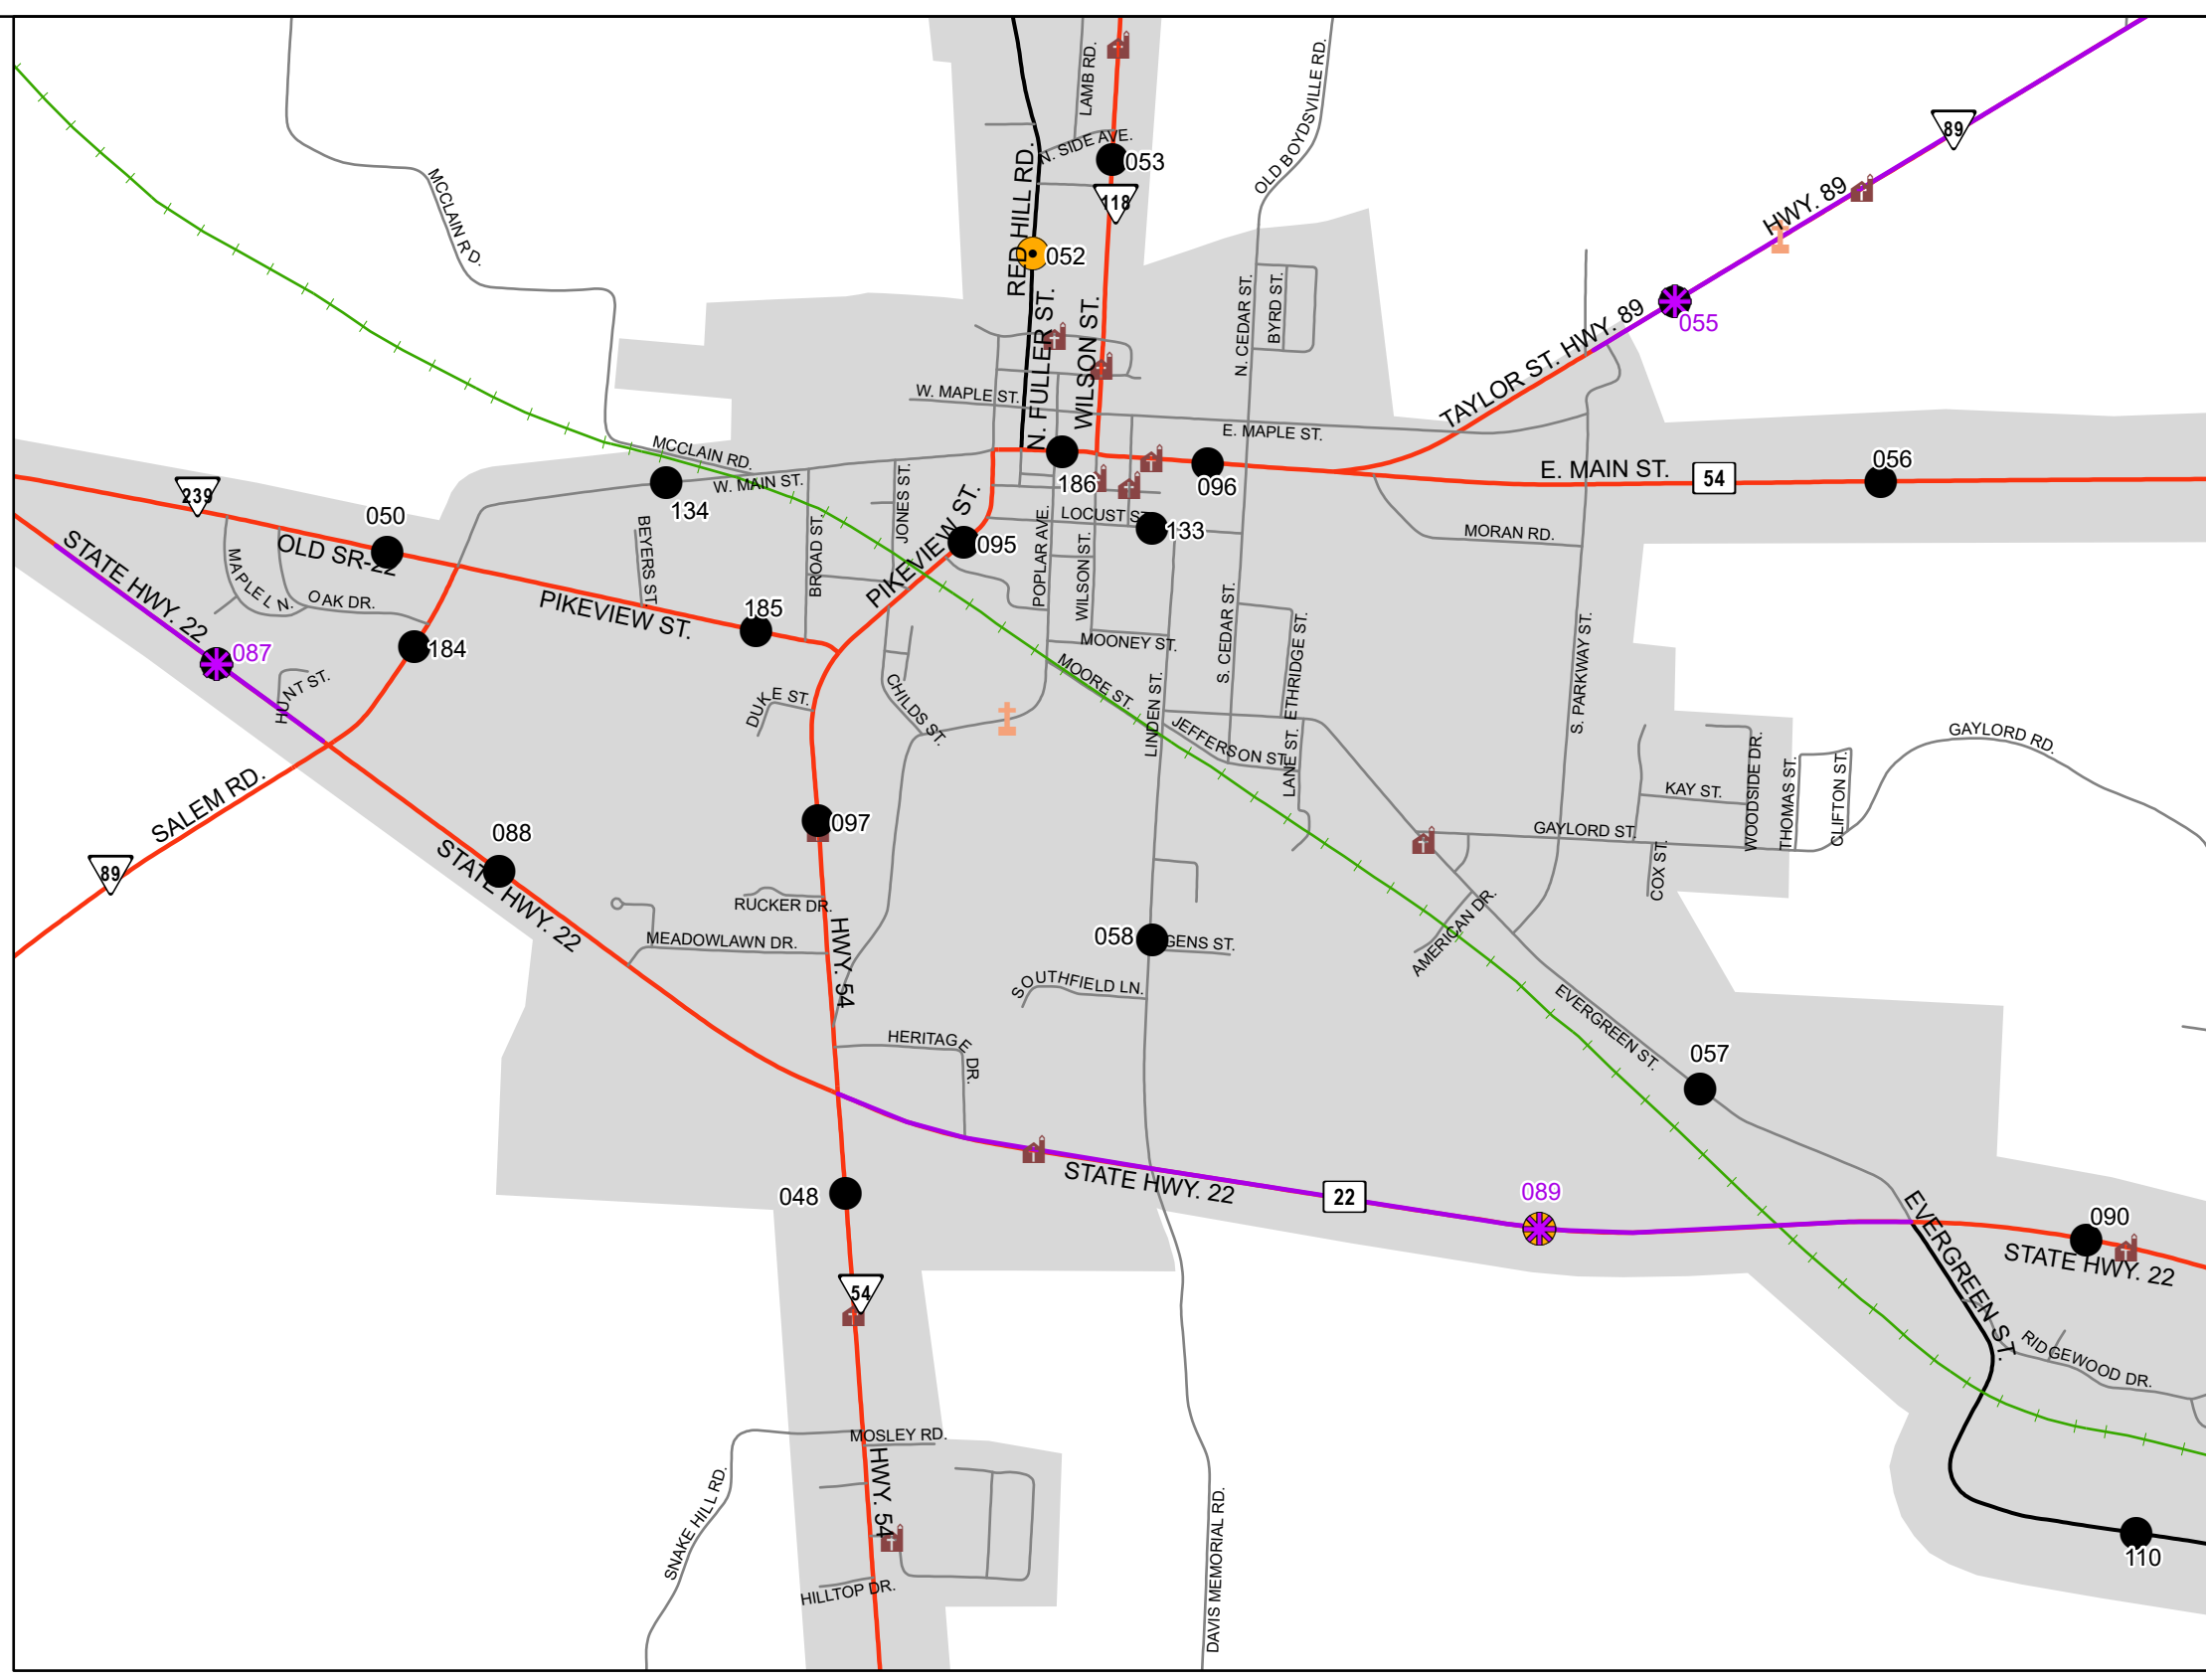 LAMB RD.
OLD BOYDSVILLE RD.
N. SIDE AVE.
053
89
118
MCCLAIN RD.
RED HILL RD.
052
HWY. 89
055
N. CEDAR ST.
BYRD ST.
N. FULLER ST.
WILSON ST.
TAYLOR ST. HWY. 89
W. MAPLE ST.
E. MAPLE ST.
MCCLAIN RD.
W. MAIN ST.
E. MAIN ST.
54
056
186
096
239
050
134
JONES ST.
PIKEVIEW ST.
095
LOCUST ST.
133
MORAN RD.
STATE HWY. 22
OLD SR-22
MAPLE LN.
OAK DR.
BEYERS ST.
BROAD ST.
POPLAR AVE.
WILSON ST.
PIKEVIEW ST.
185
184
087
HUNT ST.
MOONEY ST.
MOORE ST.
S. CEDAR ST.
ETHRIDGE ST.
S. PARKWAY ST.
DUKE ST.
CHILDS ST.
LINDEN ST.
JEFFERSON ST.
LANE ST.
GAYLORD RD.
WOODSIDE DR.
KAY ST.
THOMAS ST.
CLIFTON ST.
SALEM RD.
89
088
STATE HWY. 22
097
GAYLORD ST.
COX ST.
RUCKER DR.
MEADOWLAWN DR.
HWY. 54
058
GENS ST.
SOUTHFIELD LN.
AMERICAN DR.
EVERGREEN ST.
057
HERITAGE DR.
048
STATE HWY. 22
22
089
EVERGREEN ST.
090
STATE HWY. 22
54
RIDGEWOOD DR.
MOSLEY RD.
HWY. 54
SNAKE HILL RD.
HILLTOP DR.
DAVIS MEMORIAL RD.
110